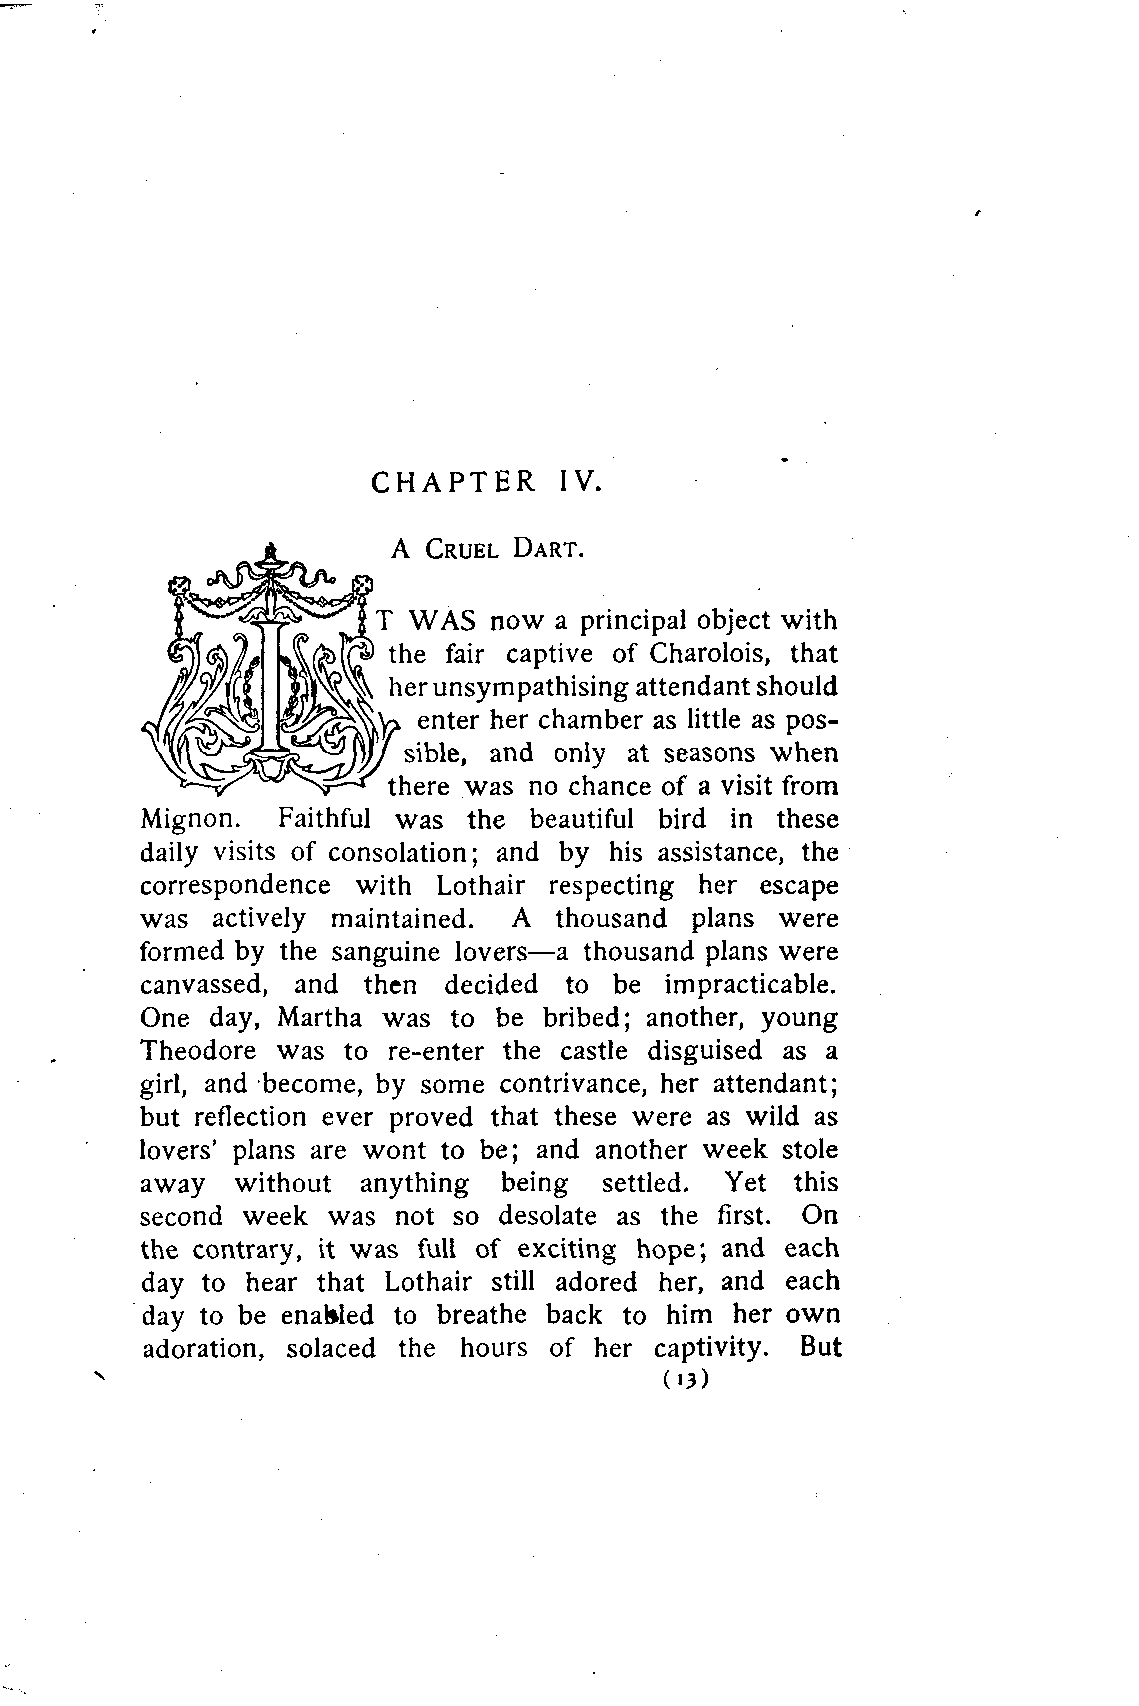 CHAPTER IV.
A CRUEL DART.
IT WAS now a principal object with
the fair captive of Charolois, that
her unsympathising attendant should
enter her chamber as little as pos-
sible, and only at seasons when
there was no chance of a visit from
Mignon. Faithful was the beautiful bird in these
daily visits of consolation; and by his assistance, the
correspondence with Lothair respecting her escape
was actively maintained. A thousand plans were
formed by the sanguine lovers—a thousand plans were
canvassed, and then decided to be impracticable.
One day, Martha was to be bribed; another, young
Theodore was to re-enter the castle disguised as a
girl, and become, by some contrivance, her attendant;
but reflection ever proved that these were as wild as
lovers' plans are wont to be; and another week stole
away without anything being settled. Yet this
second week was not so desolate as the first. On
the contrary, it was full of exciting hope; and each
day to hear that Lothair still adored her, and each
day to be enabled to breathe back to him her own
adoration, solaced the hours of her captivity. But
(13)